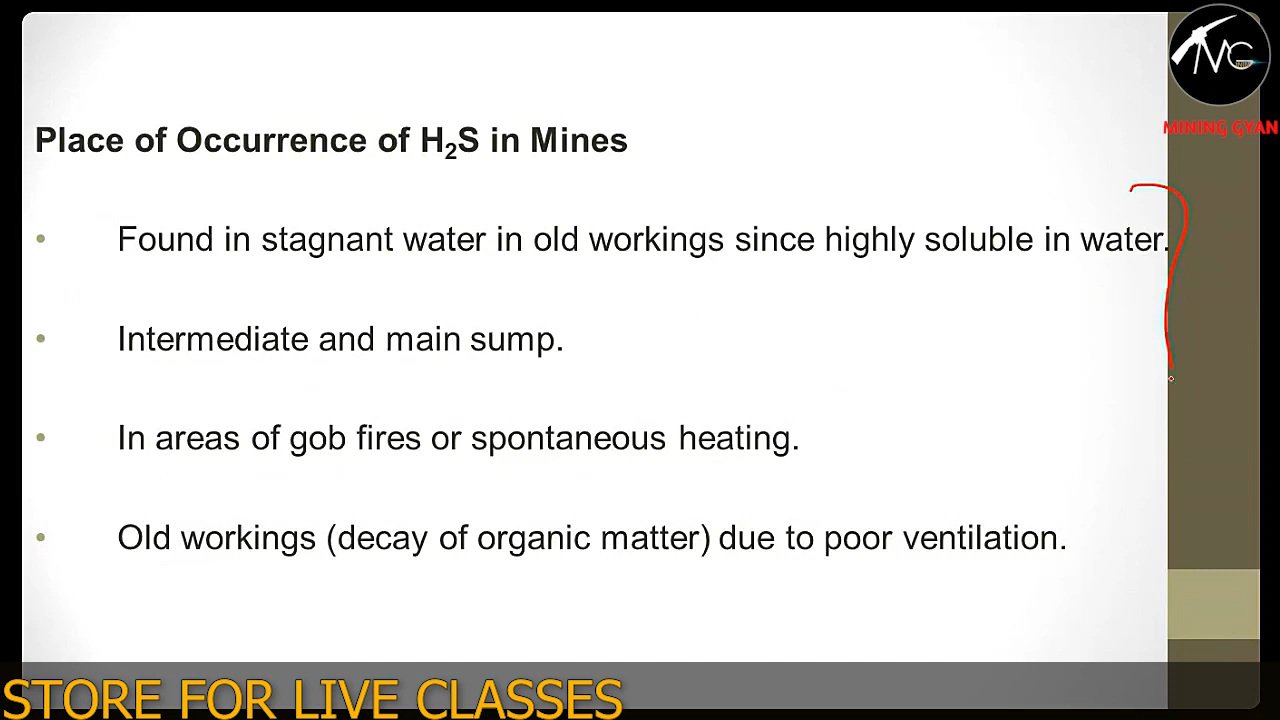 MG
MINING GYAN
Place of Occurrence of H₂S in Mines
• Found in stagnant water in old workings since highly soluble in water.
• Intermediate and main sump.
• In areas of gob fires or spontaneous heating.
• Old workings (decay of organic matter) due to poor ventilation.
STORE FOR LIVE CLASSES